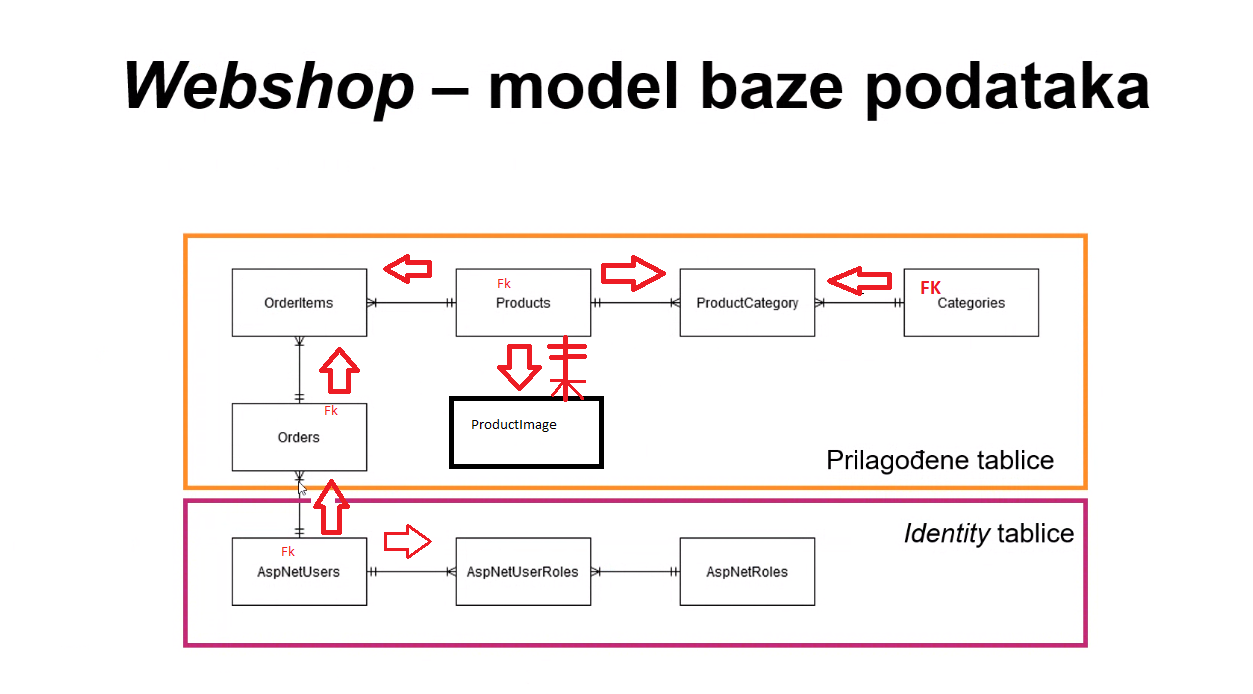 Webshop – model baze podataka
OrderItems
Fk
Products
ProductCategory
FK
Categories
Fk
Orders
ProductImage
Prilagođene tablice
Identity tablice
Fk
AspNetUsers
AspNetUserRoles
AspNetRoles